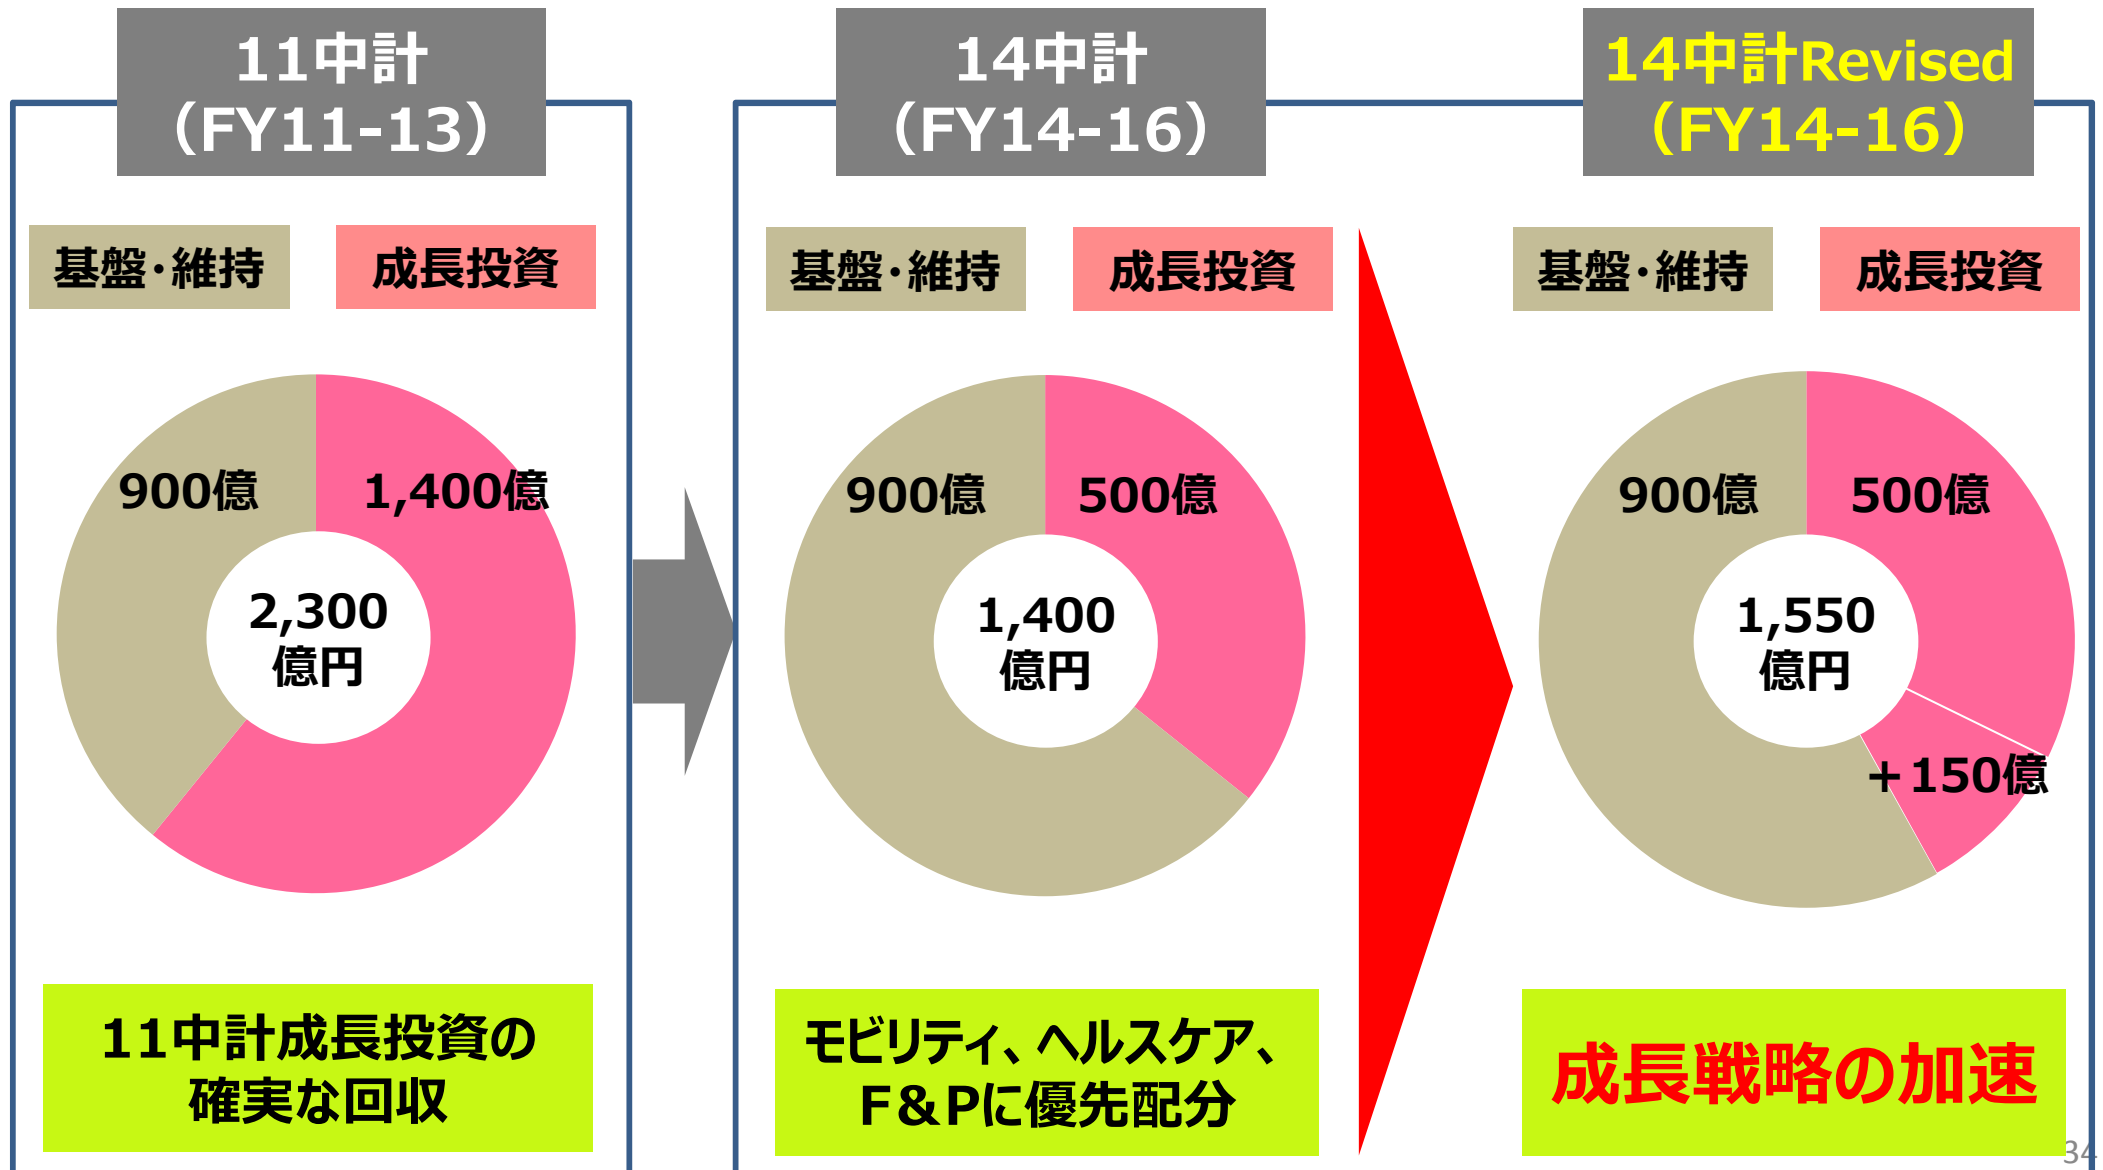 11中計
（FY11-13）
基盤・維持
成長投資
900億
1,400億
2,300
億円
11中計成長投資の
確実な回収
14中計
（FY14-16）
基盤・維持
成長投資
900億
500億
1,400
億円
モビリティ、ヘルスケア、
F&Pに優先配分
14中計Revised
（FY14-16）
基盤・維持
成長投資
900億
500億
1,550
億円
+150億
成長戦略の加速
34